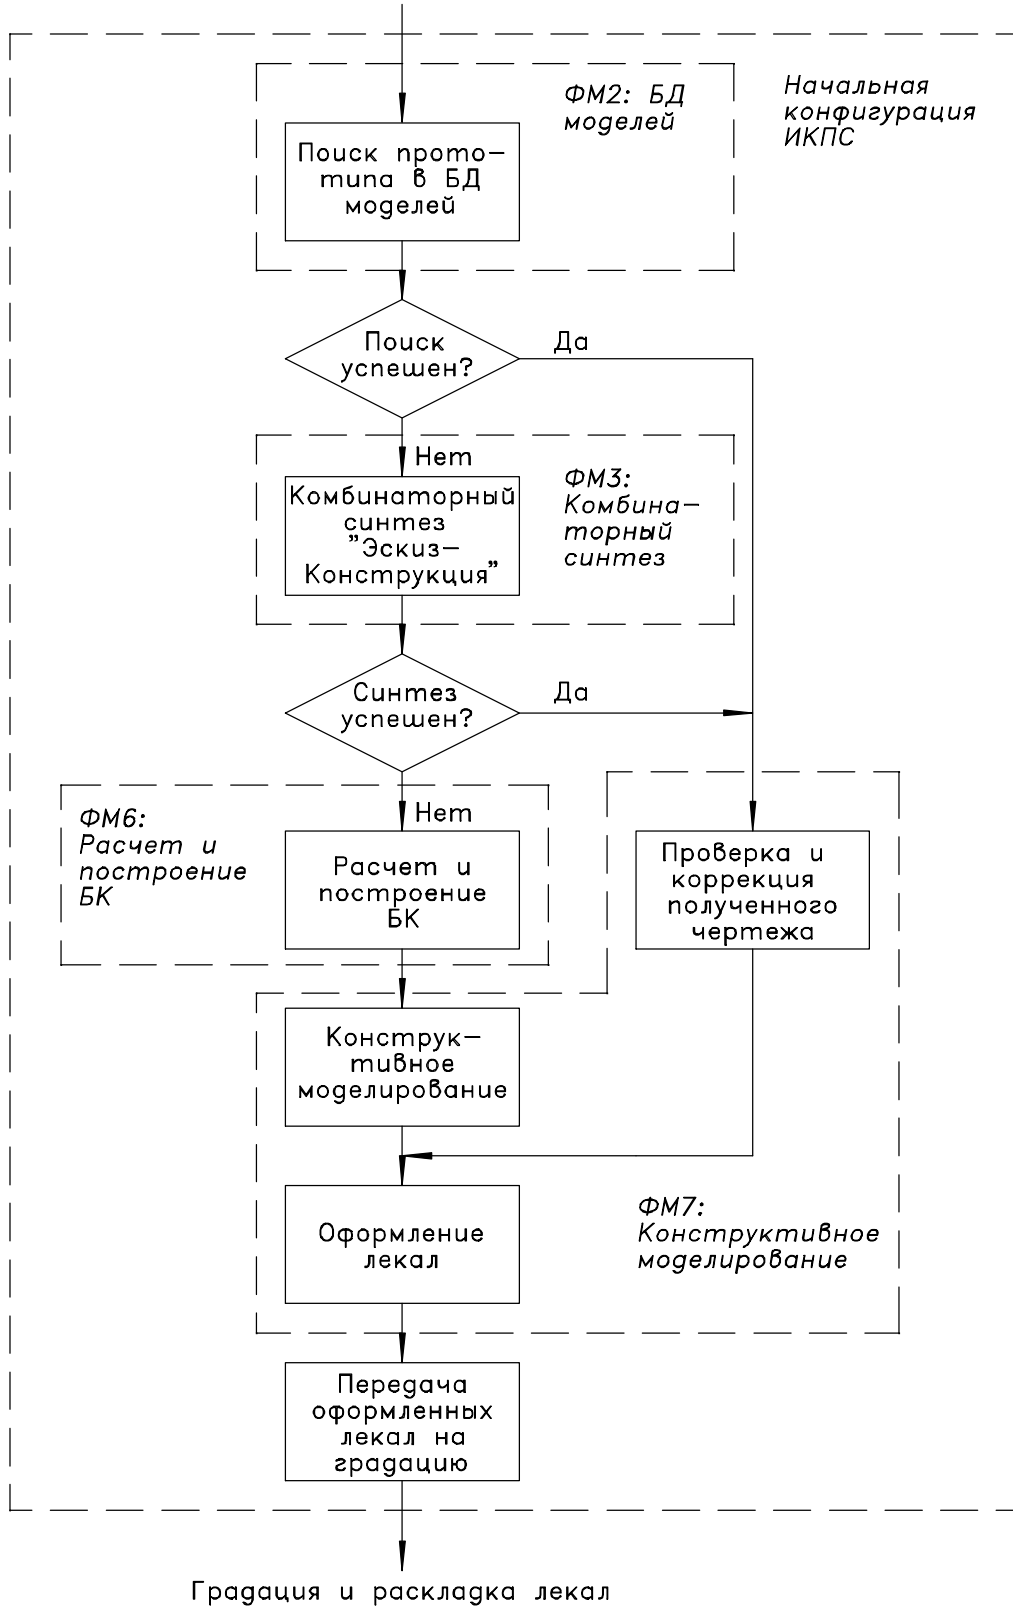 Начальная
конфигурация
ИКПС
ФМ2: БД
моделей
Поиск прото–
типа в БД
моделей
Поиск
успешен?
Да
Нет
ФМ3:
Комбина–
торный
синтез
Комбинаторный
синтез
"Эскиз–
Конструкция"
Синтез
успешен?
Да
Нет
ФМ6:
Расчет и
построение
БК
Расчет и
построение
БК
Проверка и
коррекция
полученного
чертежа
Конструк–
тивное
моделирование
Оформление
лекал
ФМ7:
Конструктивное
моделирование
Передача
оформленных
лекал на
градацию
Градация и раскладка лекал